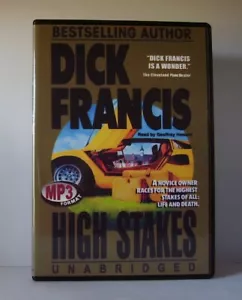 BESTSELLING AUTHOR
DICK
FRANCIS
"DICK FRANCIS
IS A WONDER."
The Cleveland Plain Dealer
Read by Geoffrey Howard
MP3
FORMAT
A NOVICE OWNER
RACES FOR THE HIGHEST
STAKES OF ALL:
LIFE AND DEATH.
HIGH STAKES
UNABRIDGED